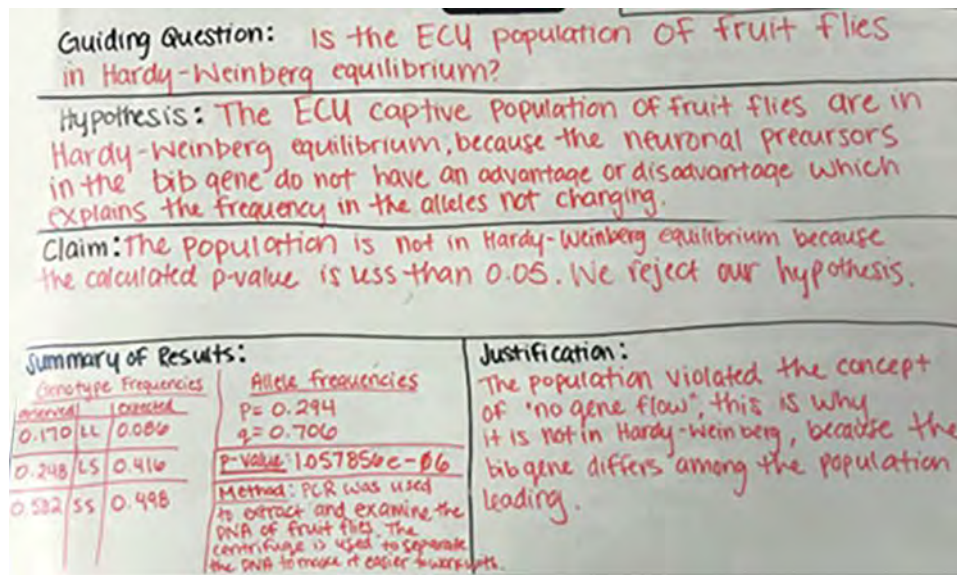 Guiding Question: Is the ECU population of fruit flies
in Hardy-Weinberg equilibrium?
Hypothesis: The ECU captive population of fruit flies are in
Hardy-Weinberg equilibrium, because the neuronal precursors
in the bib gene do not have an advantage or disadvantage which
explains the frequency in the alleles not changing.
Claim: The population is not in Hardy-Weinberg equilibrium because
the calculated p-value is less than 0.05. We reject our hypothesis.
Summary of Results:
Genotype Frequencies
observed expected
0.170 LL 0.086
0.248 LS 0.416
0.582 SS 0.498
Allele frequencies
P= 0.294
q= 0.706
P-value: 1.057856e-06
Method: PCR was used
to extract and examine the
DNA of fruit flies. The
centrifuge is used to separate
the DNA to make it easier to work
Justification:
The population violated the concept
of "no gene flow", this is why
it is not in Hardy-Weinberg, because the
bib gene differs among the population
leading.